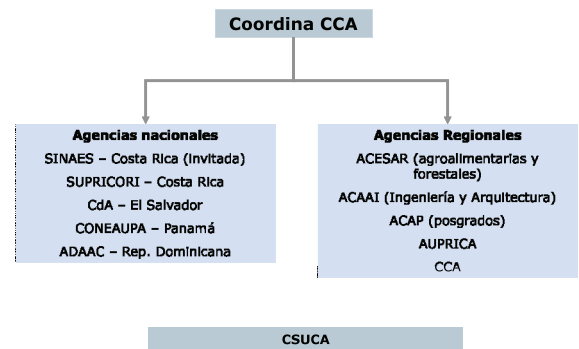 Coordina CCA
Agencias nacionales
SINAES – Costa Rica (invitada)
SUPRICORI – Costa Rica
CdA – El Salvador
CONEAUPA – Panamá
ADAAC – Rep. Dominicana
Agencias Regionales
ACESAR (agroalimentarias y
forestales)
ACAAI (Ingeniería y Arquitectura)
ACAP (posgrados)
AUPRICA
CCA
CSUCA